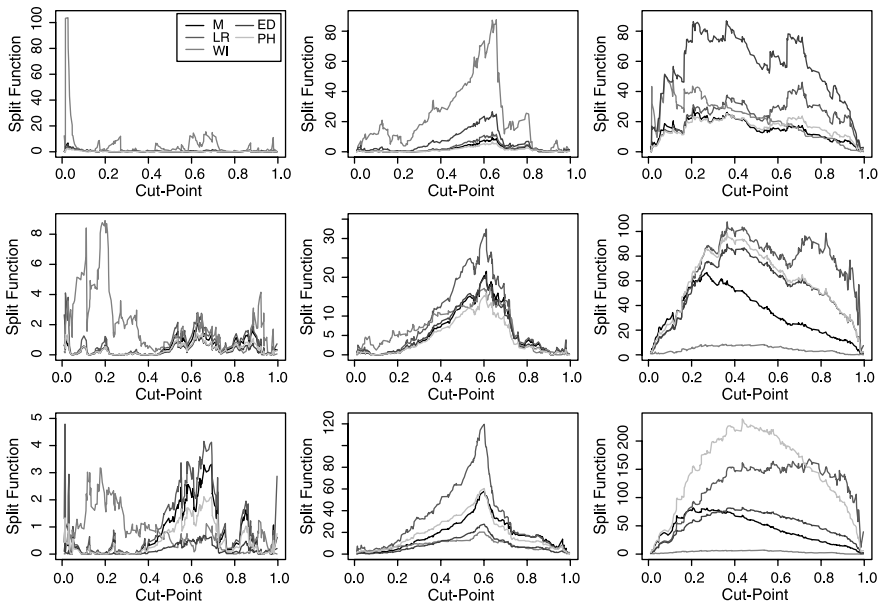 M ED
LR PH
WI
Split Function
0 20 40 60 80 100
0.0 0.2 0.4 0.6 0.8 1.0
Cut-Point
Split Function
0 20 40 60 80
0.0 0.2 0.4 0.6 0.8 1.0
Cut-Point
Split Function
0 20 40 60 80
0.0 0.2 0.4 0.6 0.8 1.0
Cut-Point
Split Function
0 2 4 6 8
0.0 0.2 0.4 0.6 0.8 1.0
Cut-Point
Split Function
0 5 10 20 30
0.0 0.2 0.4 0.6 0.8 1.0
Cut-Point
Split Function
0 20 40 60 80 100
0.0 0.2 0.4 0.6 0.8 1.0
Cut-Point
Split Function
0 1 2 3 4 5
0.0 0.2 0.4 0.6 0.8 1.0
Cut-Point
Split Function
0 20 40 60 80 120
0.0 0.2 0.4 0.6 0.8 1.0
Cut-Point
Split Function
0 50 100 150 200
0.0 0.2 0.4 0.6 0.8 1.0
Cut-Point